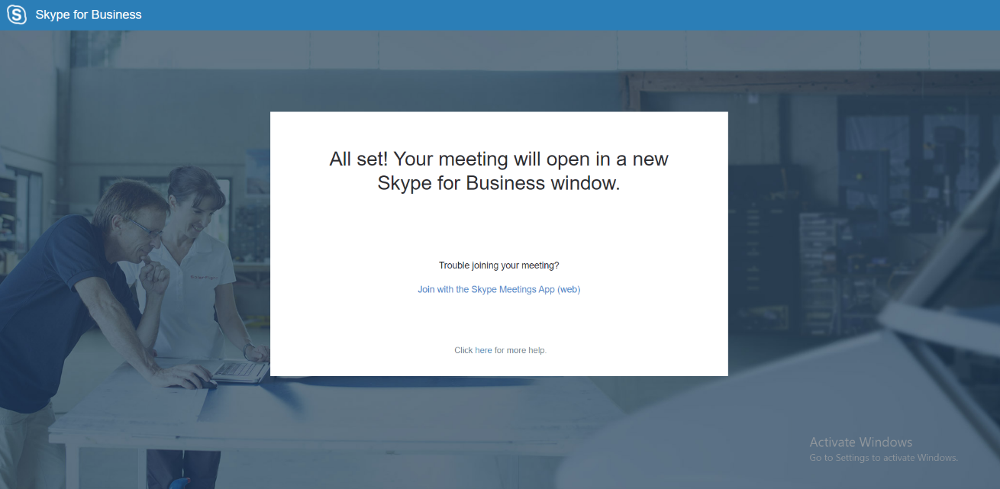 Skype for Business
All set! Your meeting will open in a new
Skype for Business window.
Trouble joining your meeting?
Join with the Skype Meetings App (web)
Click here for more help.
Activate Windows
Go to Settings to activate Windows.